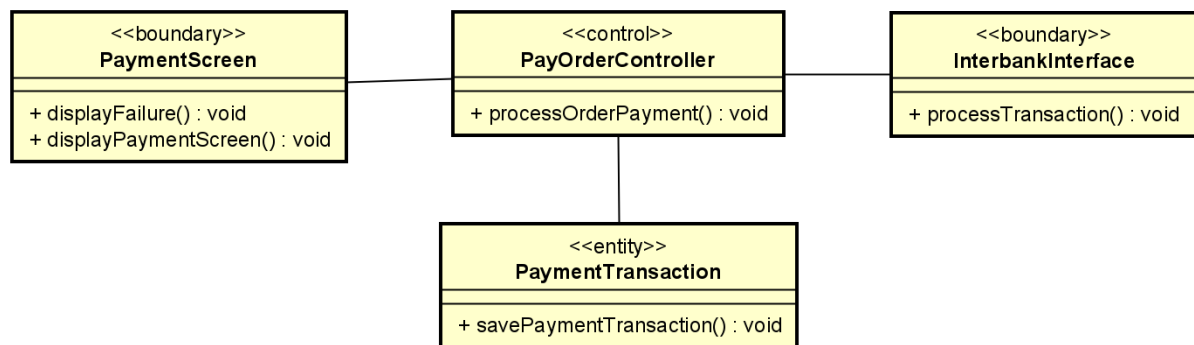 <<boundary>>
PaymentScreen
+ displayFailure() : void
+ displayPaymentScreen() : void
<<control>>
PayOrderController
+ processOrderPayment() : void
<<boundary>>
InterbankInterface
+ processTransaction() : void
<<entity>>
PaymentTransaction
+ savePaymentTransaction() : void